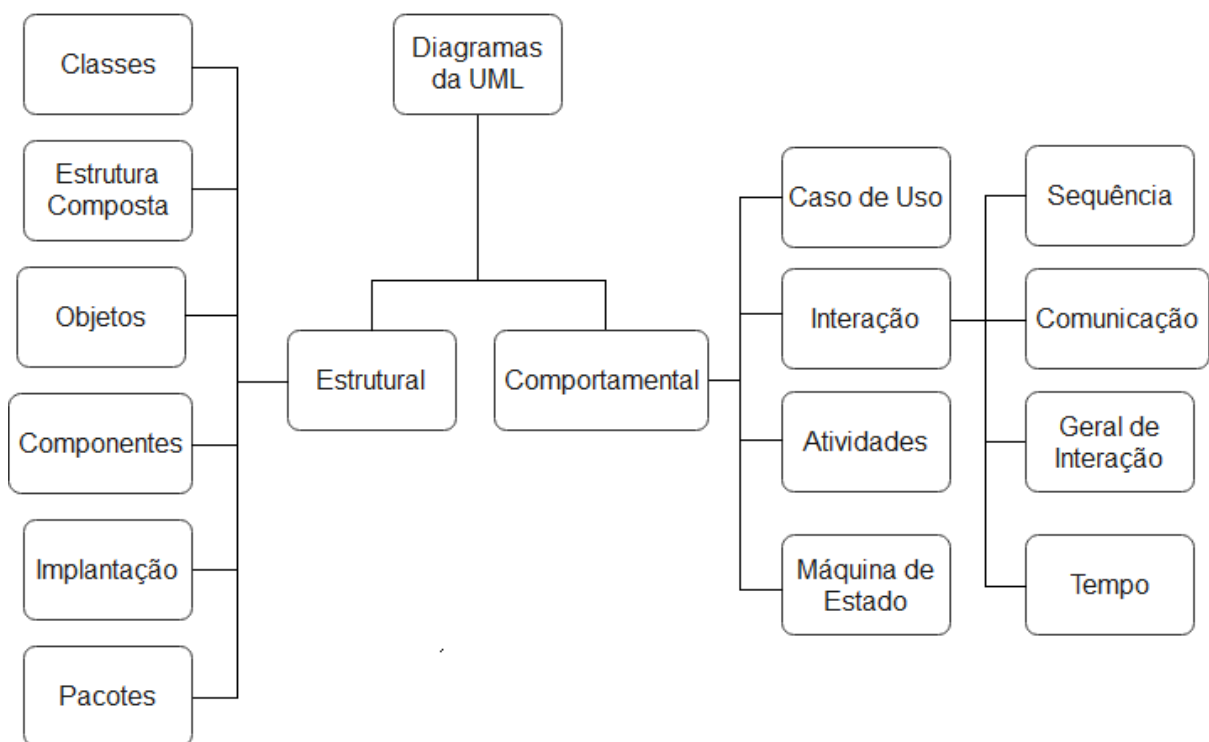 Diagramas
da UML
Estrutural
Classes
Estrutura
Composta
Objetos
Componentes
Implantação
Pacotes
Comportamental
Caso de Uso
Interação
Atividades
Máquina de
Estado
Sequência
Comunicação
Geral de
Interação
Tempo